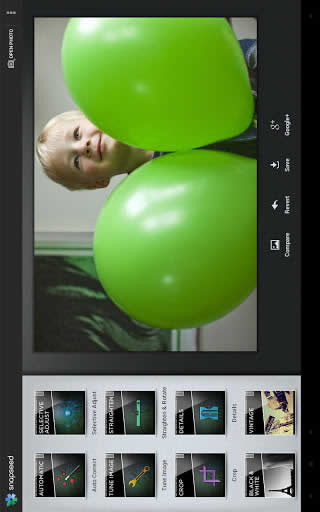 snapseed
OPEN PHOTO
AUTOMATIC
Auto Correct
SELECTIVE
ADJUST
Selective Adjust
TUNE IMAGE
Tune Image
STRAIGHTEN
Straighten & Rotate
CROP
Crop
DETAILS
Details
BLACK &
WHITE
VINTAGE
Compare
Revert
Save
Google+